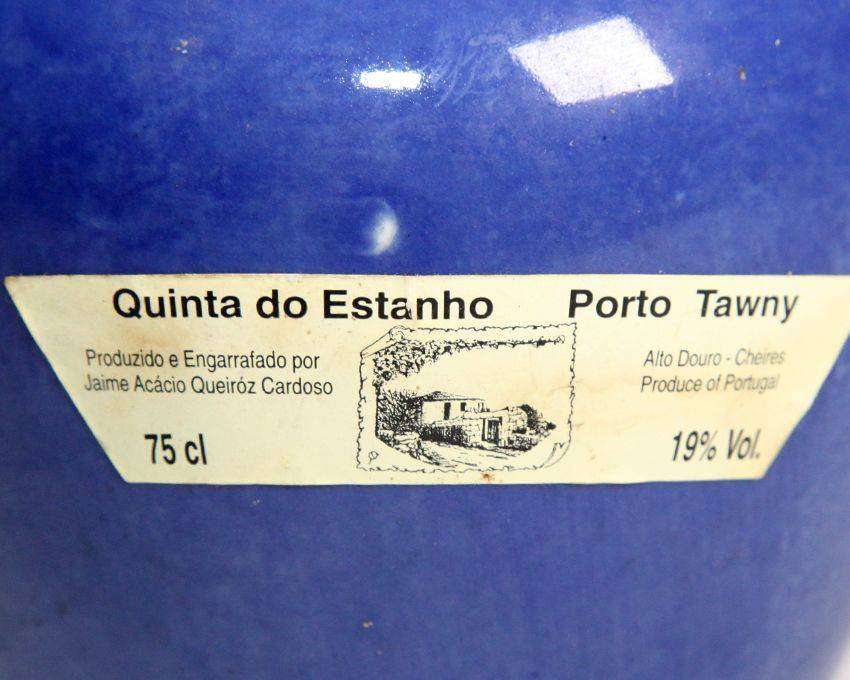 Quinta do Estanho Porto Tawny
Produzido e Engarrafado por
Jaime Acácio Queiróz Cardoso
Alto Douro - Cheires
Produce of Portugal
75 cl
19% Vol.